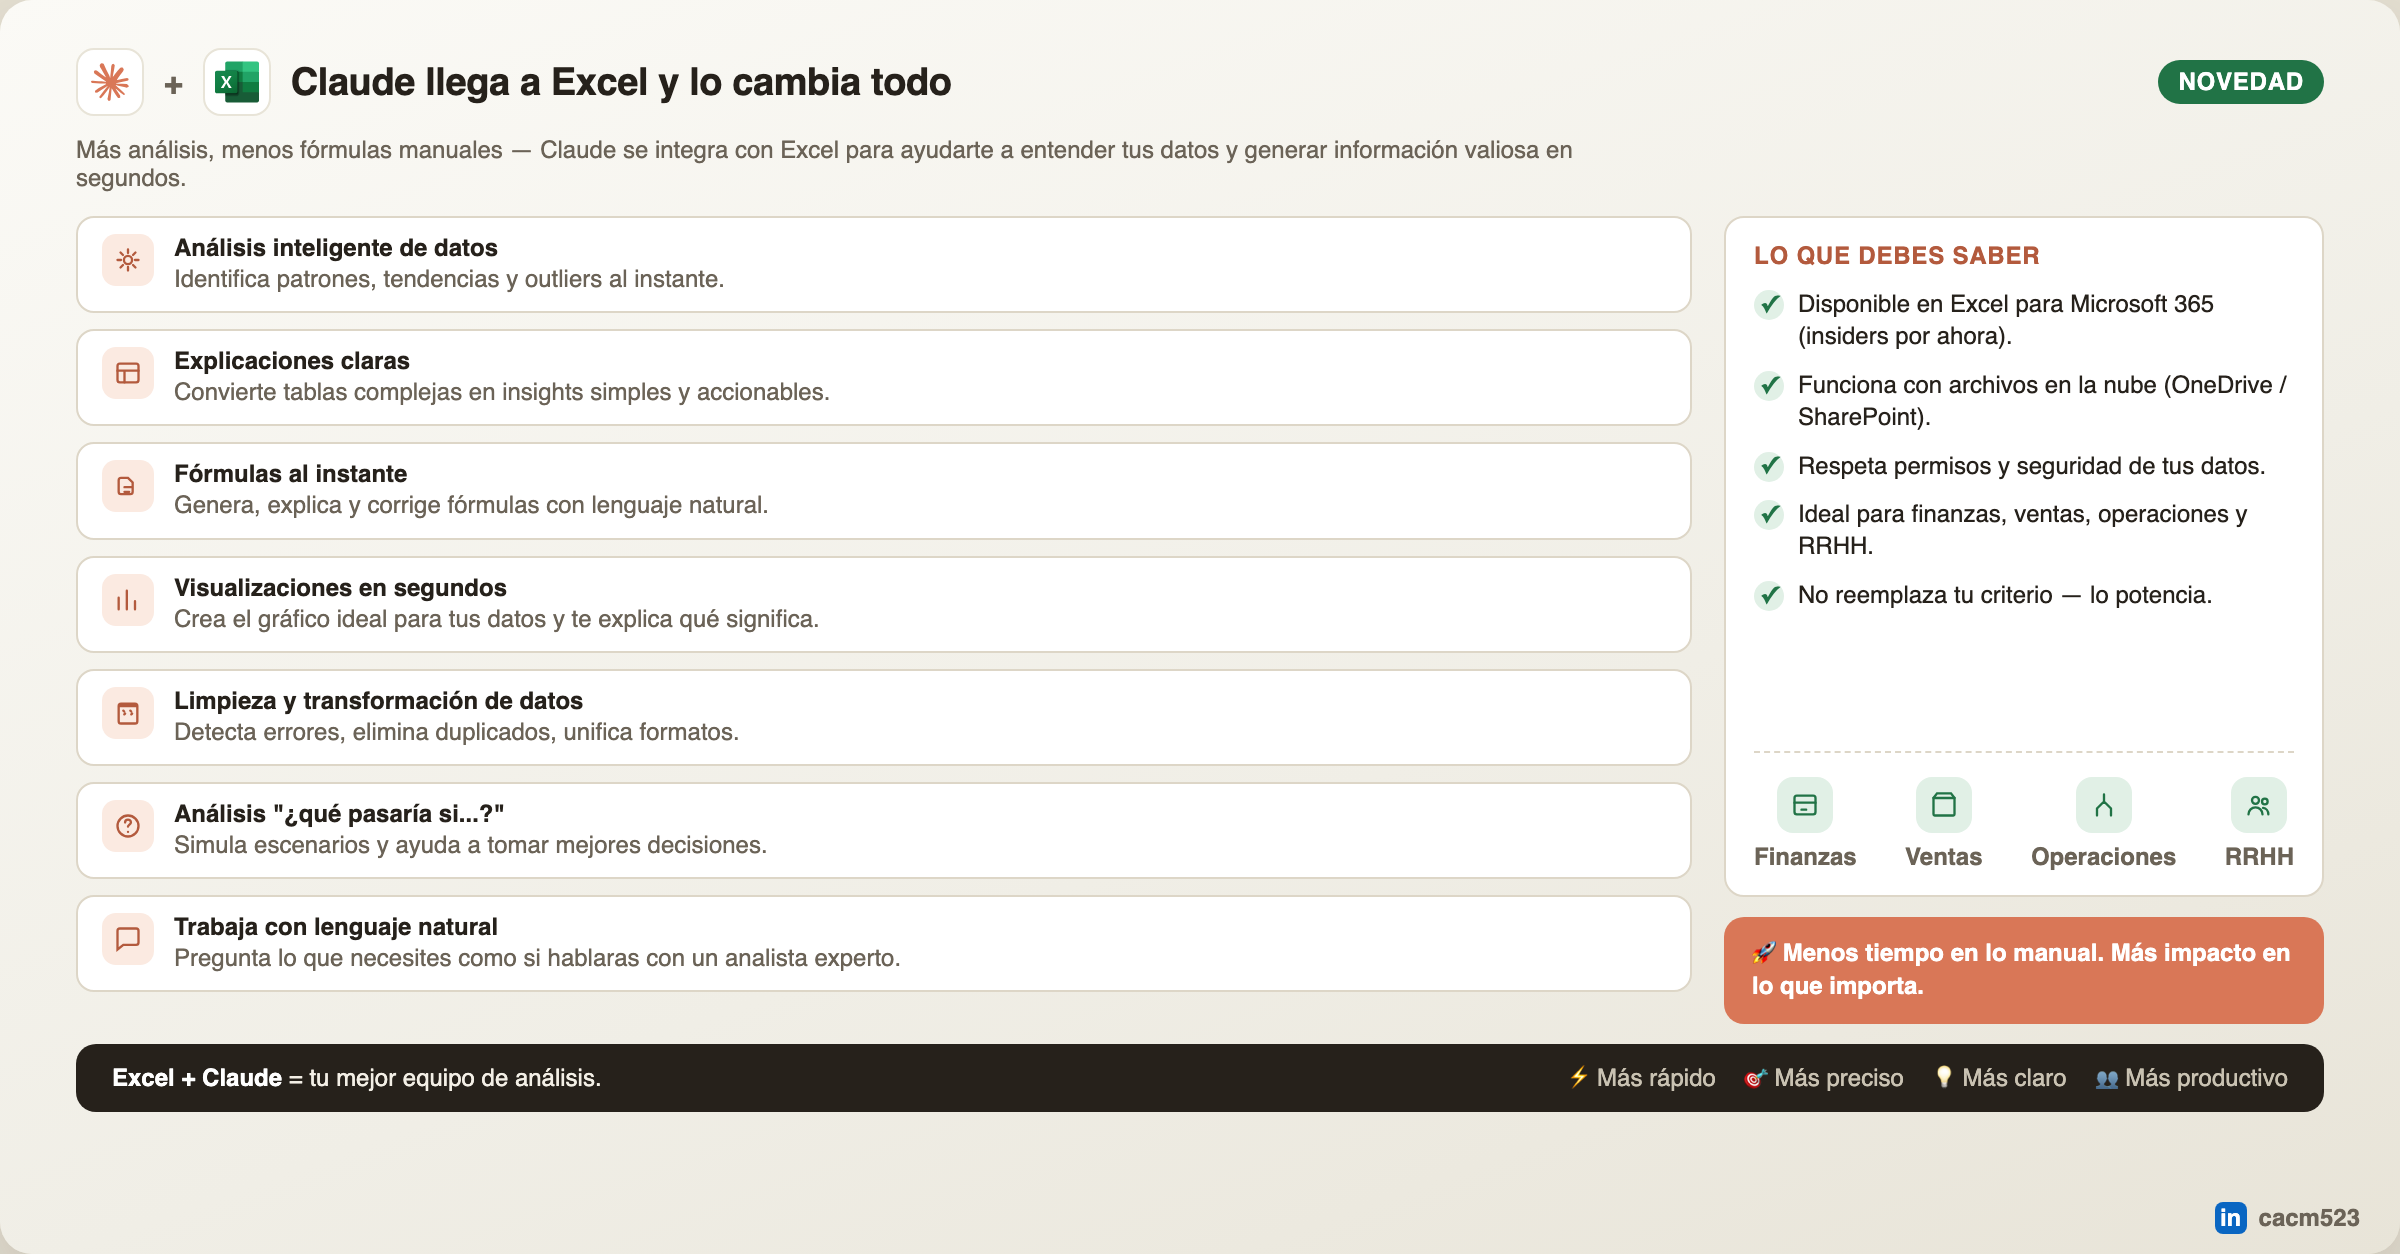 X
+
Claude llega a Excel y lo cambia todo
NOVEDAD
Más análisis, menos fórmulas manuales — Claude se integra con Excel para ayudarte a entender tus datos y generar información valiosa en
segundos.
Análisis inteligente de datos
Identifica patrones, tendencias y outliers al instante.
Explicaciones claras
Convierte tablas complejas en insights simples y accionables.
Fórmulas al instante
Genera, explica y corrige fórmulas con lenguaje natural.
Visualizaciones en segundos
Crea el gráfico ideal para tus datos y te explica qué significa.
Limpieza y transformación de datos
Detecta errores, elimina duplicados, unifica formatos.
Análisis "¿qué pasaría si...?"
Simula escenarios y ayuda a tomar mejores decisiones.
Trabaja con lenguaje natural
Pregunta lo que necesites como si hablaras con un analista experto.
LO QUE DEBES SABER
Disponible en Excel para Microsoft 365
(insiders por ahora).
Funciona con archivos en la nube (OneDrive /
SharePoint).
Respeta permisos y seguridad de tus datos.
Ideal para finanzas, ventas, operaciones y
RRHH.
No reemplaza tu criterio — lo potencia.
Finanzas
Ventas
Operaciones
RRHH
🚀 Menos tiempo en lo manual. Más impacto en
lo que importa.
Excel + Claude = tu mejor equipo de análisis.
⚡ Más rápido
🎯 Más preciso
💡 Más claro
👥 Más productivo
in cacm523